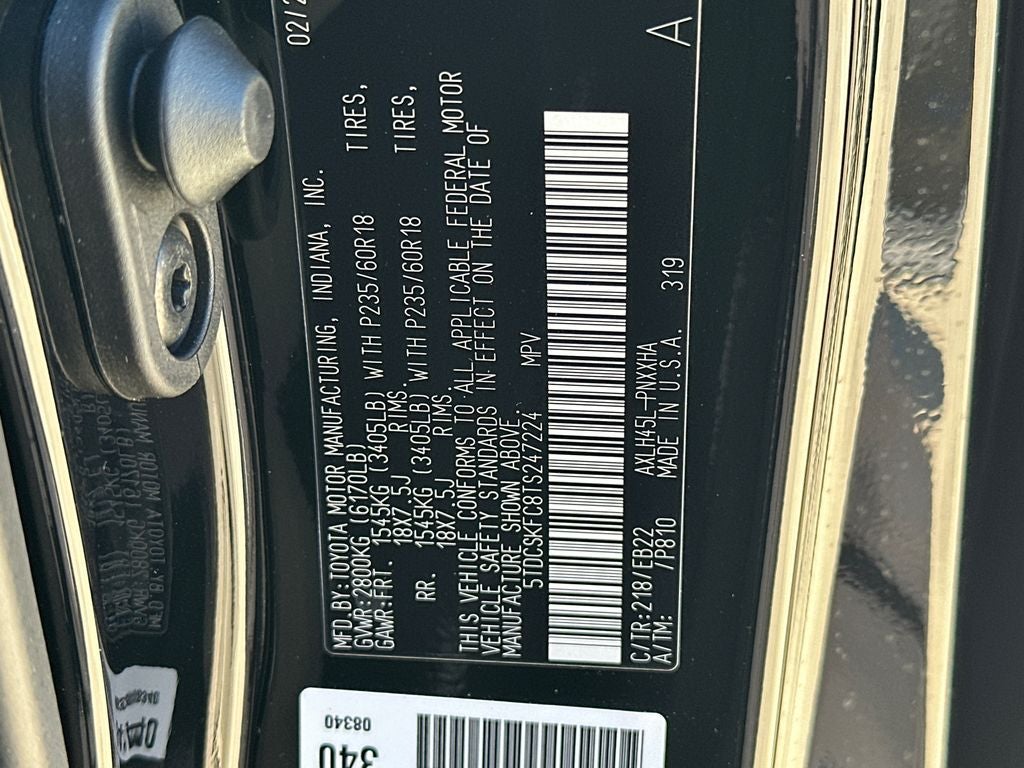 02/2
MFD.BY:TOYOTA MOTOR MANUFACTURING, INDIANA, INC.
GVWR:2800KG (6170LB)
GAWR:FRT. 1545KG (3405LB) WITH P235/60R18 TIRES,
18X7.5J RIMS.
RR. 1545KG (3405LB) WITH P235/60R18 TIRES,
18X7.5J RIMS.
THIS VEHICLE CONFORMS TO ALL APPLICABLE FEDERAL MOTOR
VEHICLE SAFETY STANDARDS IN EFFECT ON THE DATE OF
MANUFACTURE SHOWN ABOVE.
5TDCSKFC8TS247224 MPV
C/TR:218/EB22 AXLH45L-PNXXHA
A/TM: /P810 MADE IN U.S.A. 319
A
08340
340